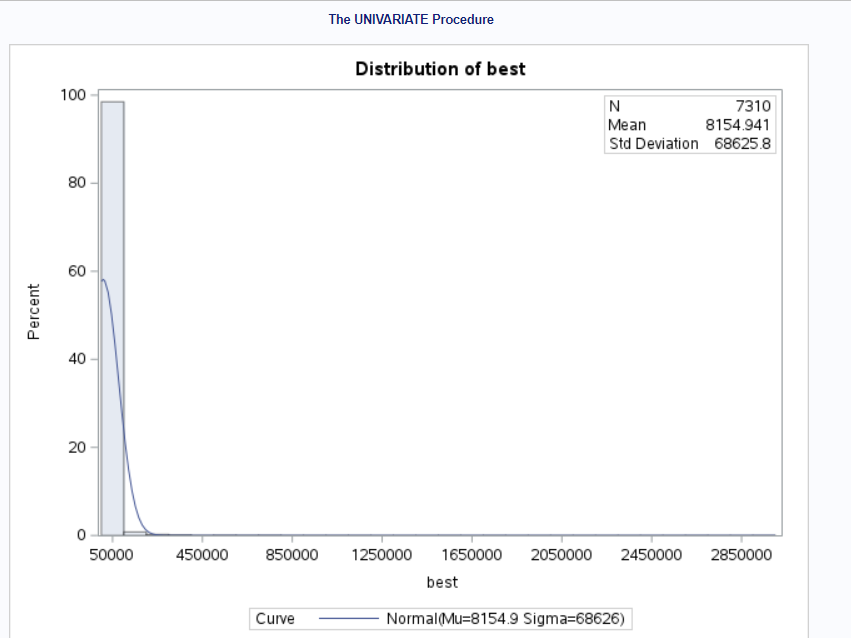 The UNIVARIATE Procedure
Distribution of best
N 7310
Mean 8154.941
Std Deviation 68625.8
100
80
60
40
20
0
Percent
50000 450000 850000 1250000 1650000 2050000 2450000 2850000
best
Curve Normal(Mu=8154.9 Sigma=68626)